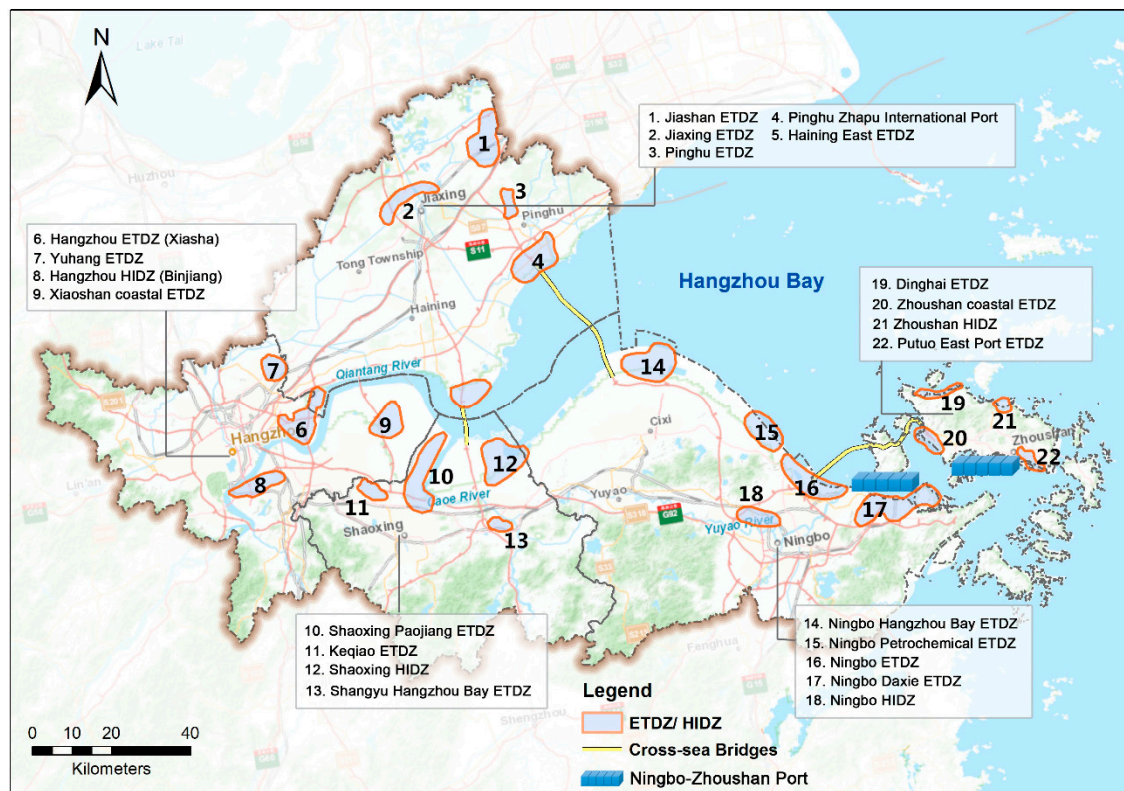 N
Lake Tai
G50
S32
Huzhou
1. Jiashan ETDZ 4. Pinghu Zhapu International Port
2. Jiaxing ETDZ 5. Haining East ETDZ
3. Pinghu ETDZ
1
2
Jiaxing
3
Pinghu
S11
4
Tong Township
Haining
6. Hangzhou ETDZ (Xiasha)
7. Yuhang ETDZ
8. Hangzhou HIDZ (Binjiang)
9. Xiaoshan coastal ETDZ
Hangzhou Bay
19. Dinghai ETDZ
20. Zhoushan coastal ETDZ
21 Zhoushan HIDZ
22. Putuo East Port ETDZ
7
Qiantang River
14
9
6
15
Cixi
19
21
20
Zhoushan
22
Lin'an
8
10
11
12
Yuyao
18
16
17
Shaoxing
13
G92
Yuyao River
Ningbo
10. Shaoxing Paojiang ETDZ
11. Keqiao ETDZ
12. Shaoxing HIDZ
13. Shangyu Hangzhou Bay ETDZ
Fenghua
14. Ningbo Hangzhou Bay ETDZ
15. Ningbo Petrochemical ETDZ
16. Ningbo ETDZ
17. Ningbo Daxie ETDZ
18. Ningbo HIDZ
Shengzhou
Legend
ETDZ/ HIDZ
Cross-sea Bridges
Ningbo-Zhoushan Port
0 10 20 40
Kilometers